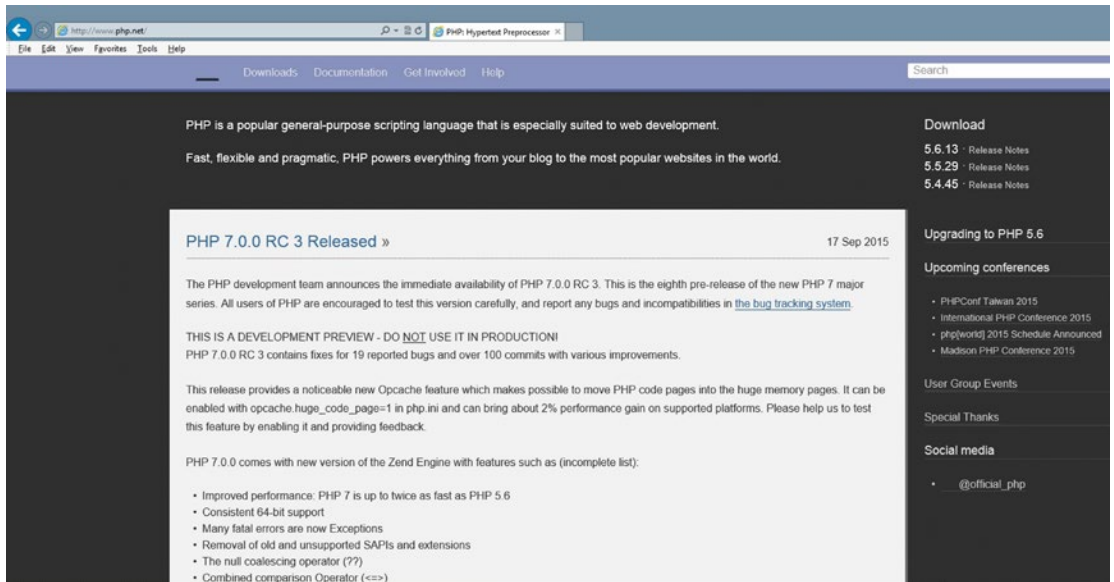 http://www.php.net/
PHP: Hypertext Preprocessor
File Edit View Favorites Tools Help
Downloads Documentation Get Involved Help
Search
PHP is a popular general-purpose scripting language that is especially suited to web development.
Fast, flexible and pragmatic, PHP powers everything from your blog to the most popular websites in the world.
PHP 7.0.0 RC 3 Released »
17 Sep 2015
The PHP development team announces the immediate availability of PHP 7.0.0 RC 3. This is the eighth pre-release of the new PHP 7 major
series. All users of PHP are encouraged to test this version carefully, and report any bugs and incompatibilities in the bug tracking system.
THIS IS A DEVELOPMENT PREVIEW - DO NOT USE IT IN PRODUCTION!
PHP 7.0.0 RC 3 contains fixes for 19 reported bugs and over 100 commits with various improvements.
This release provides a noticeable new Opcache feature which makes possible to move PHP code pages into the huge memory pages. It can be
enabled with opcache.huge_code_page=1 in php.ini and can bring about 2% performance gain on supported platforms. Please help us to test
this feature by enabling it and providing feedback.
PHP 7.0.0 comes with new version of the Zend Engine with features such as (incomplete list):
• Improved performance: PHP 7 is up to twice as fast as PHP 5.6
• Consistent 64-bit support
• Many fatal errors are now Exceptions
• Removal of old and unsupported SAPIs and extensions
• The null coalescing operator (??)
• Combined comparison Operator (<=>)
Download
5.6.13 · Release Notes
5.5.29 · Release Notes
5.4.45 · Release Notes
Upgrading to PHP 5.6
Upcoming conferences
• PHPConf Taiwan 2015
• International PHP Conference 2015
• php[world] 2015 Schedule Announced
• Madison PHP Conference 2015
User Group Events
Special Thanks
Social media
• @official_php